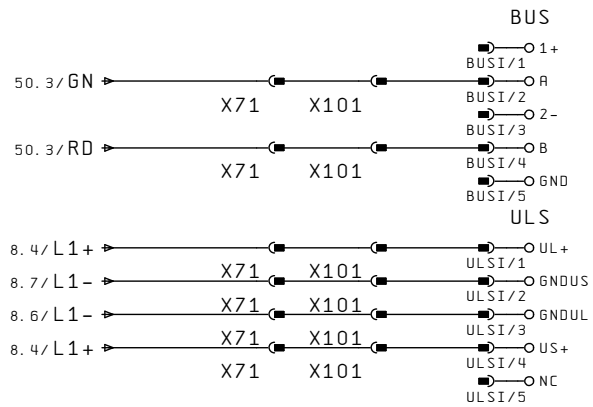 BUS
1+
BUSI/1
50.3/GN A
X71 X101 BUSI/2
2-
BUSI/3
50.3/RD B
X71 X101 BUSI/4
GND
BUSI/5
ULS
8.4/L1+ UL+
X71 X101 ULSI/1
8.7/L1- GNDUS
X71 X101 ULSI/2
8.6/L1- GNDUL
X71 X101 ULSI/3
8.4/L1+ US+
X71 X101 ULSI/4
NC
ULSI/5